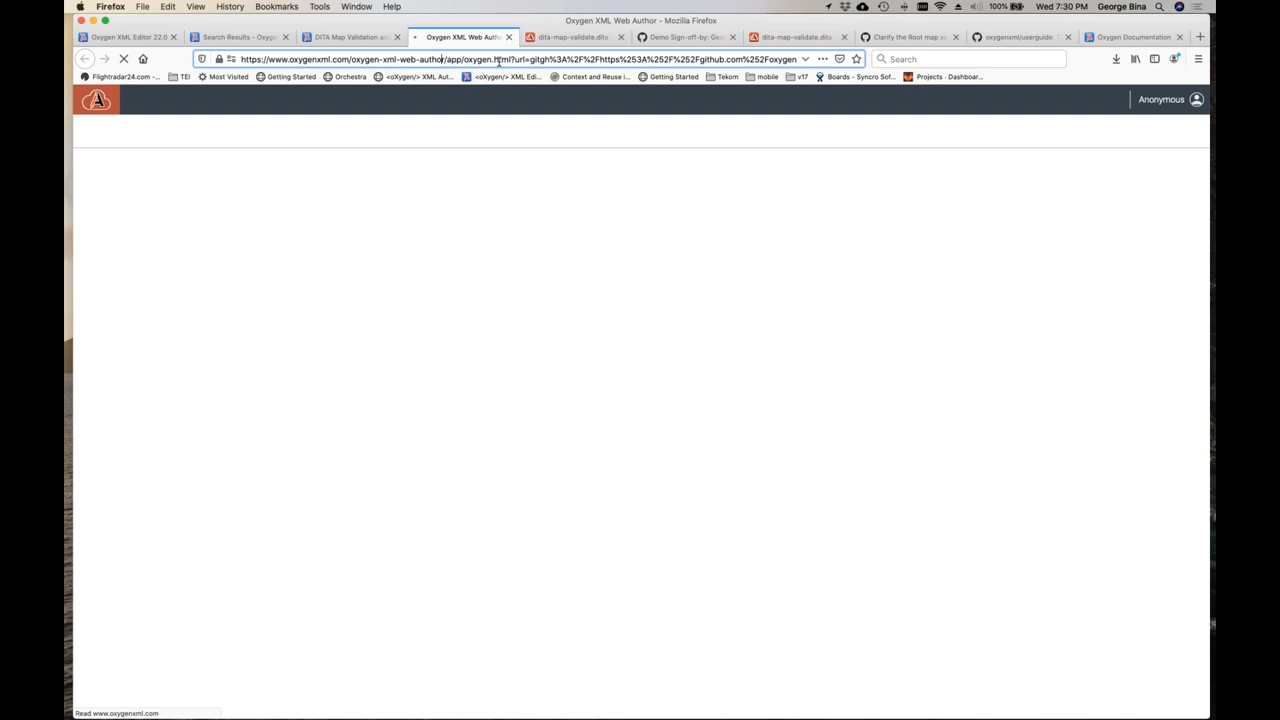 Firefox File Edit View History Bookmarks Tools Window Help 100% Wed 7:30 PM George Bina
Oxygen XML Web Author - Mozilla Firefox
Oxygen XML Editor 22.0 Search Results - Oxyge DITA Map Validation an Oxygen XML Web Autho dita-map-validate.dita Demo Sign-off-by: Geo dita-map-validate.dita Clarify the Root map a oxygenxml/userguide: T Oxygen Documentation
https://www.oxygenxml.com/oxygen-xml-web-author/app/oxygen.html?url=gitgh%3A%2F%2Fhttps%253A%252F%252Fgithub.com%252Foxygen Search
Flightradar24.com -... TEI Most Visited Getting Started Orchestra <oXygen/> XML Aut... <oXygen/> XML Edi... Context and Reuse i... Getting Started Tekom mobile v17 Boards - Syncro Sof... Projects - Dashboar...
A Anonymous
Read www.oxygenxml.com